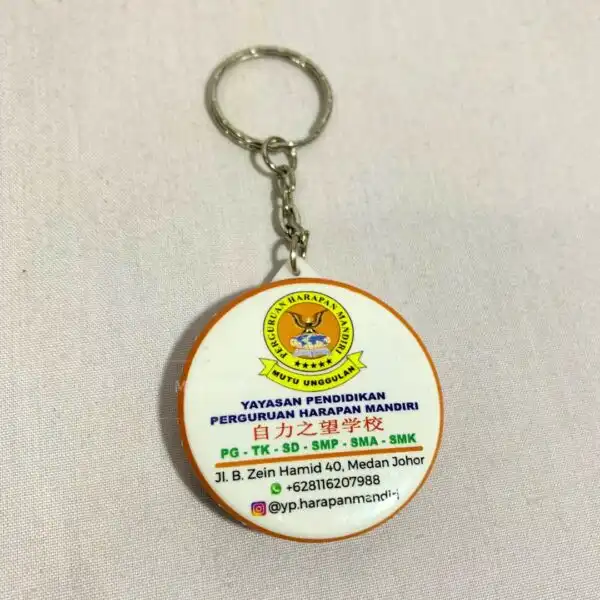 PERGURUAN HARAPAN MANDIRI
MUTU UNGGULAN
YAYASAN PENDIDIKAN
PERGURUAN HARAPAN MANDIRI
自力之望学校
PG - TK - SD - SMP - SMA - SMK
Jl. B. Zein Hamid 40, Medan Johor
+628116207988
@yp.harapanmandiri